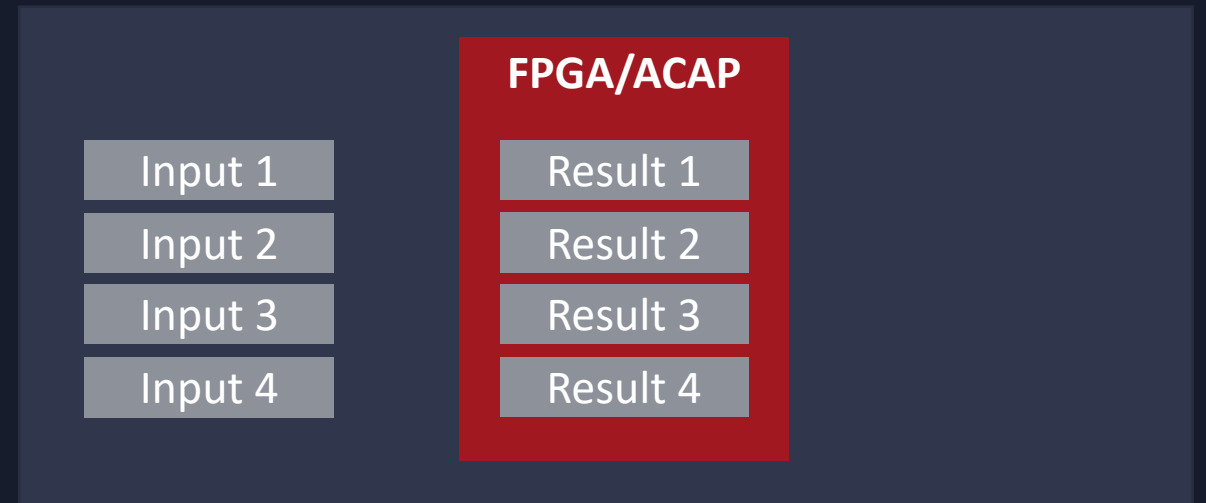 FPGA/ACAP
Input 1
Result 1
Input 2
Result 2
Input 3
Result 3
Input 4
Result 4